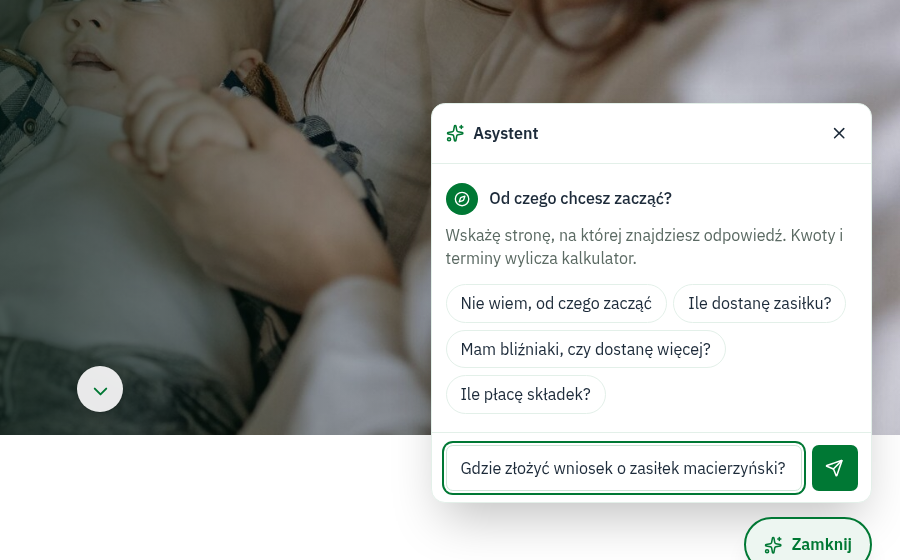 Asystent
Od czego chcesz zacząć?
Wskażę stronę, na której znajdziesz odpowiedź. Kwoty i
terminy wylicza kalkulator.
Nie wiem, od czego zacząć
Ile dostanę zasiłku?
Mam bliźniaki, czy dostanę więcej?
Ile płacę składek?
Gdzie złożyć wniosek o zasiłek macierzyński?
Zamknij